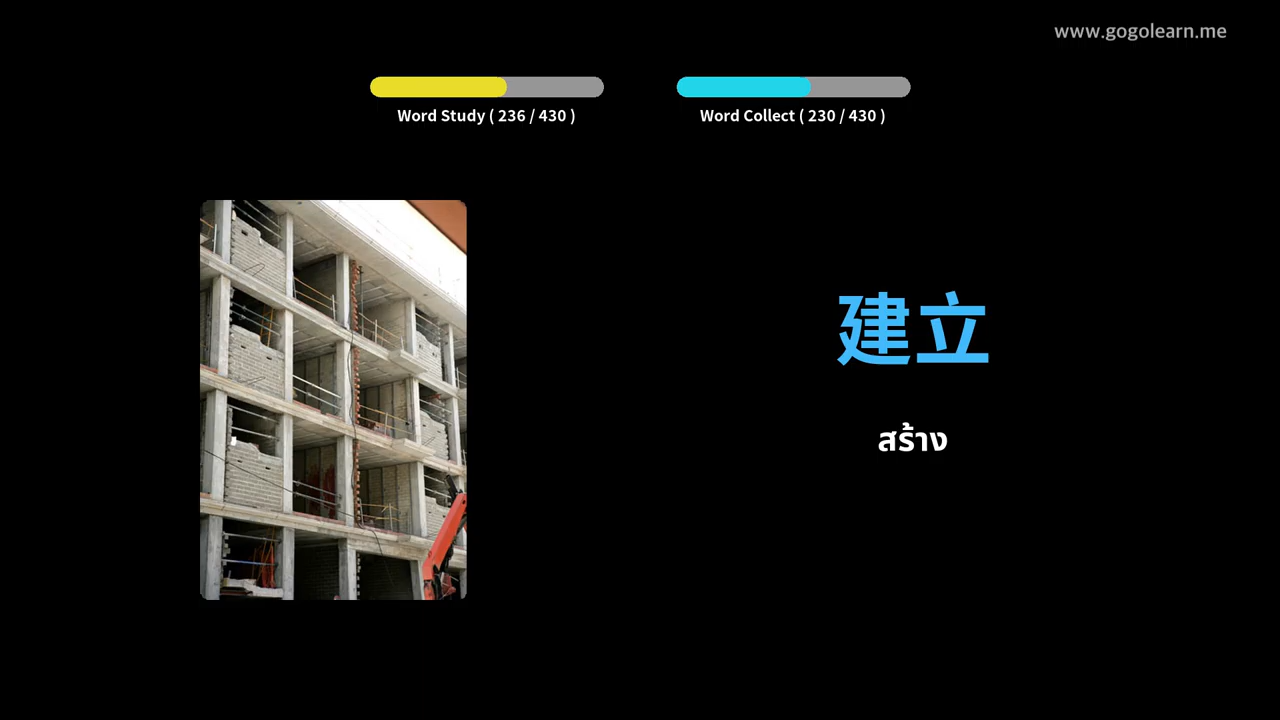 www.gogolearn.me
Word Study ( 236 / 430 )
Word Collect ( 230 / 430 )
建立
สร้าง